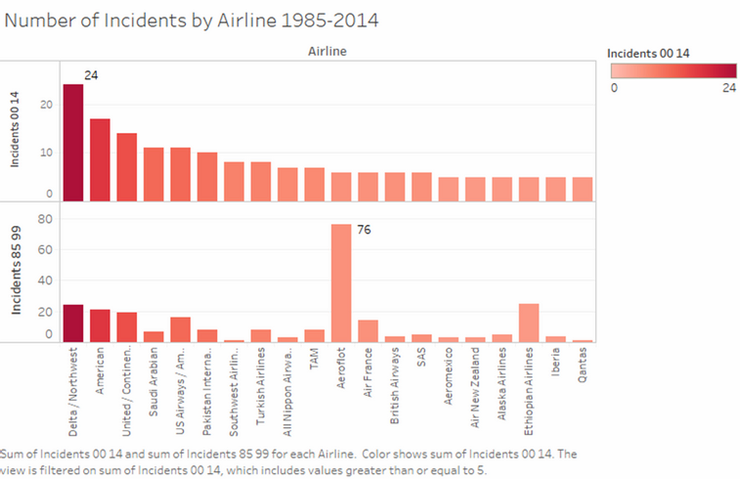 Number of Incidents by Airline 1985-2014
Airline
Incidents 00 14
0
24
Incidents 00 14
20
10
0
24
Incidents 85 99
80
60
40
20
0
76
Delta / Northwest
American
United / Continen..
Saudi Arabian
US Airways / Am..
Pakistan Interna..
Southwest Airlin..
Turkish Airlines
All Nippon Airwa..
TAM
Aeroflot
Air France
British Airways
SAS
Aeromexico
Air New Zealand
Alaska Airlines
Ethiopian Airlines
Iberia
Qantas
Sum of Incidents 00 14 and sum of Incidents 85 99 for each Airline. Color shows sum of Incidents 00 14. The
view is filtered on sum of Incidents 00 14, which includes values greater than or equal to 5.